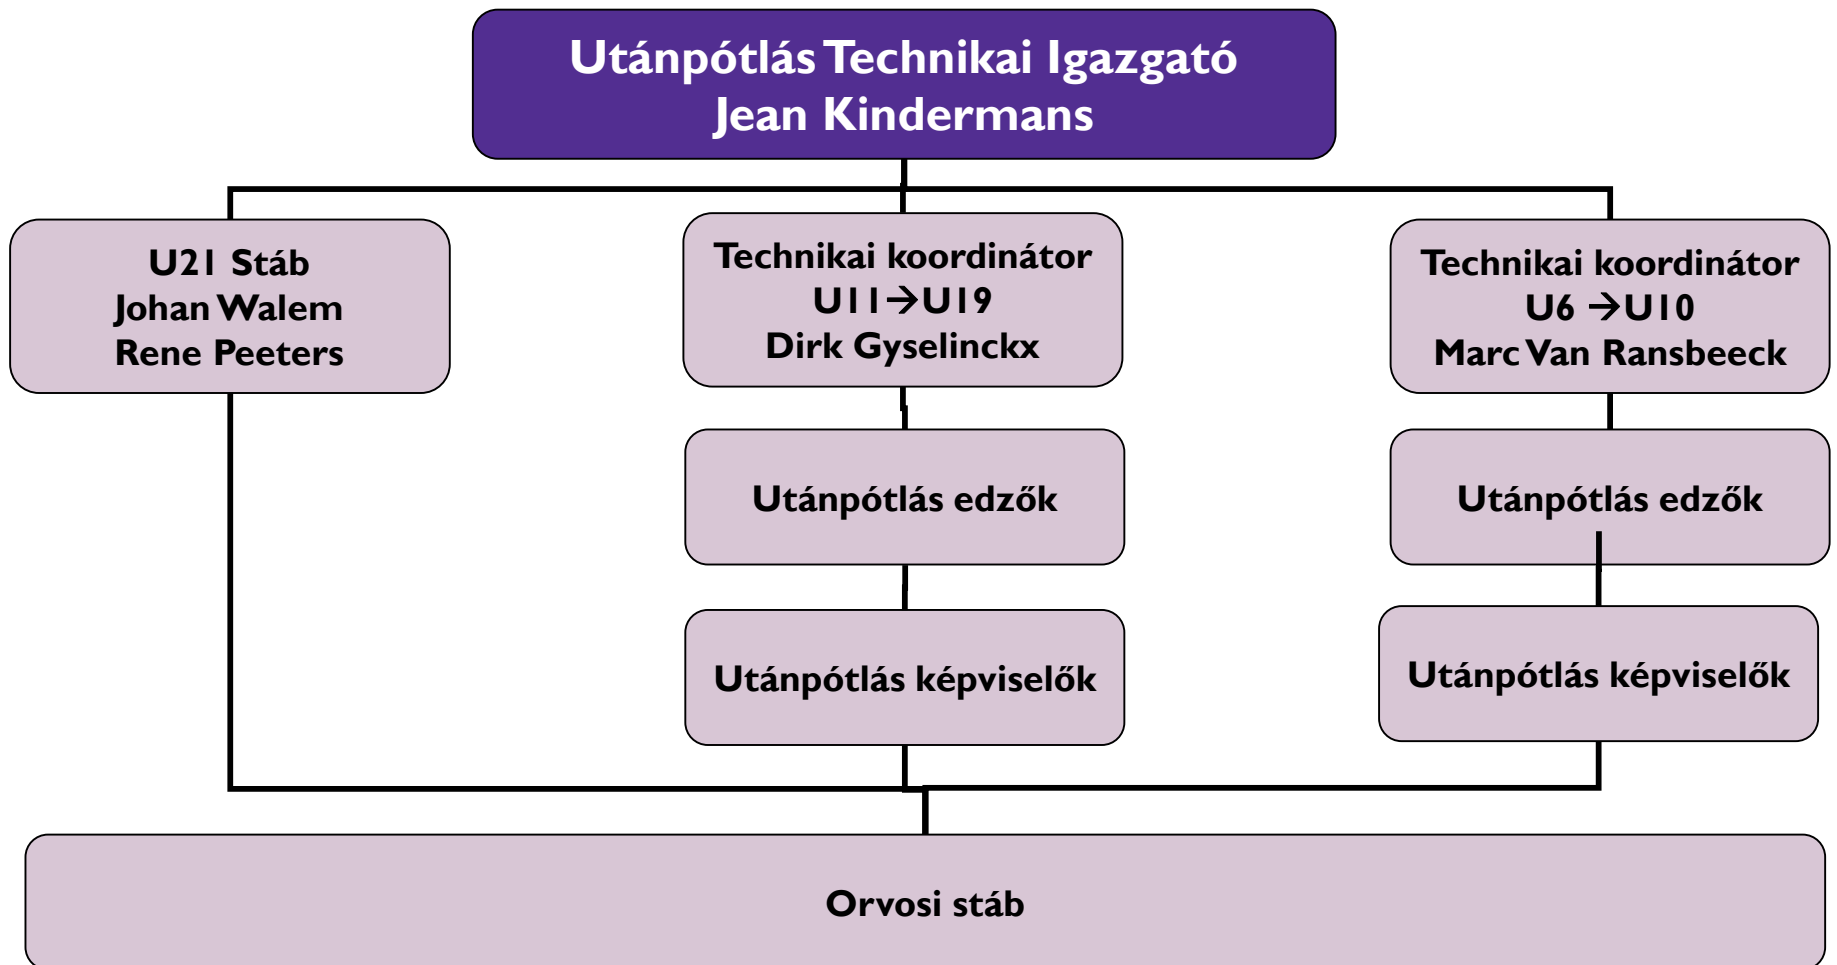 Utánpótlás Technikai Igazgató
Jean Kindermans
U21 Stáb
Johan Walem
Rene Peeters
Technikai koordinátor
U11→U19
Dirk Gyselinckx
Technikai koordinátor
U6 →U10
Marc Van Ransbeeck
Utánpótlás edzők
Utánpótlás edzők
Utánpótlás képviselők
Utánpótlás képviselők
Orvosi stáb